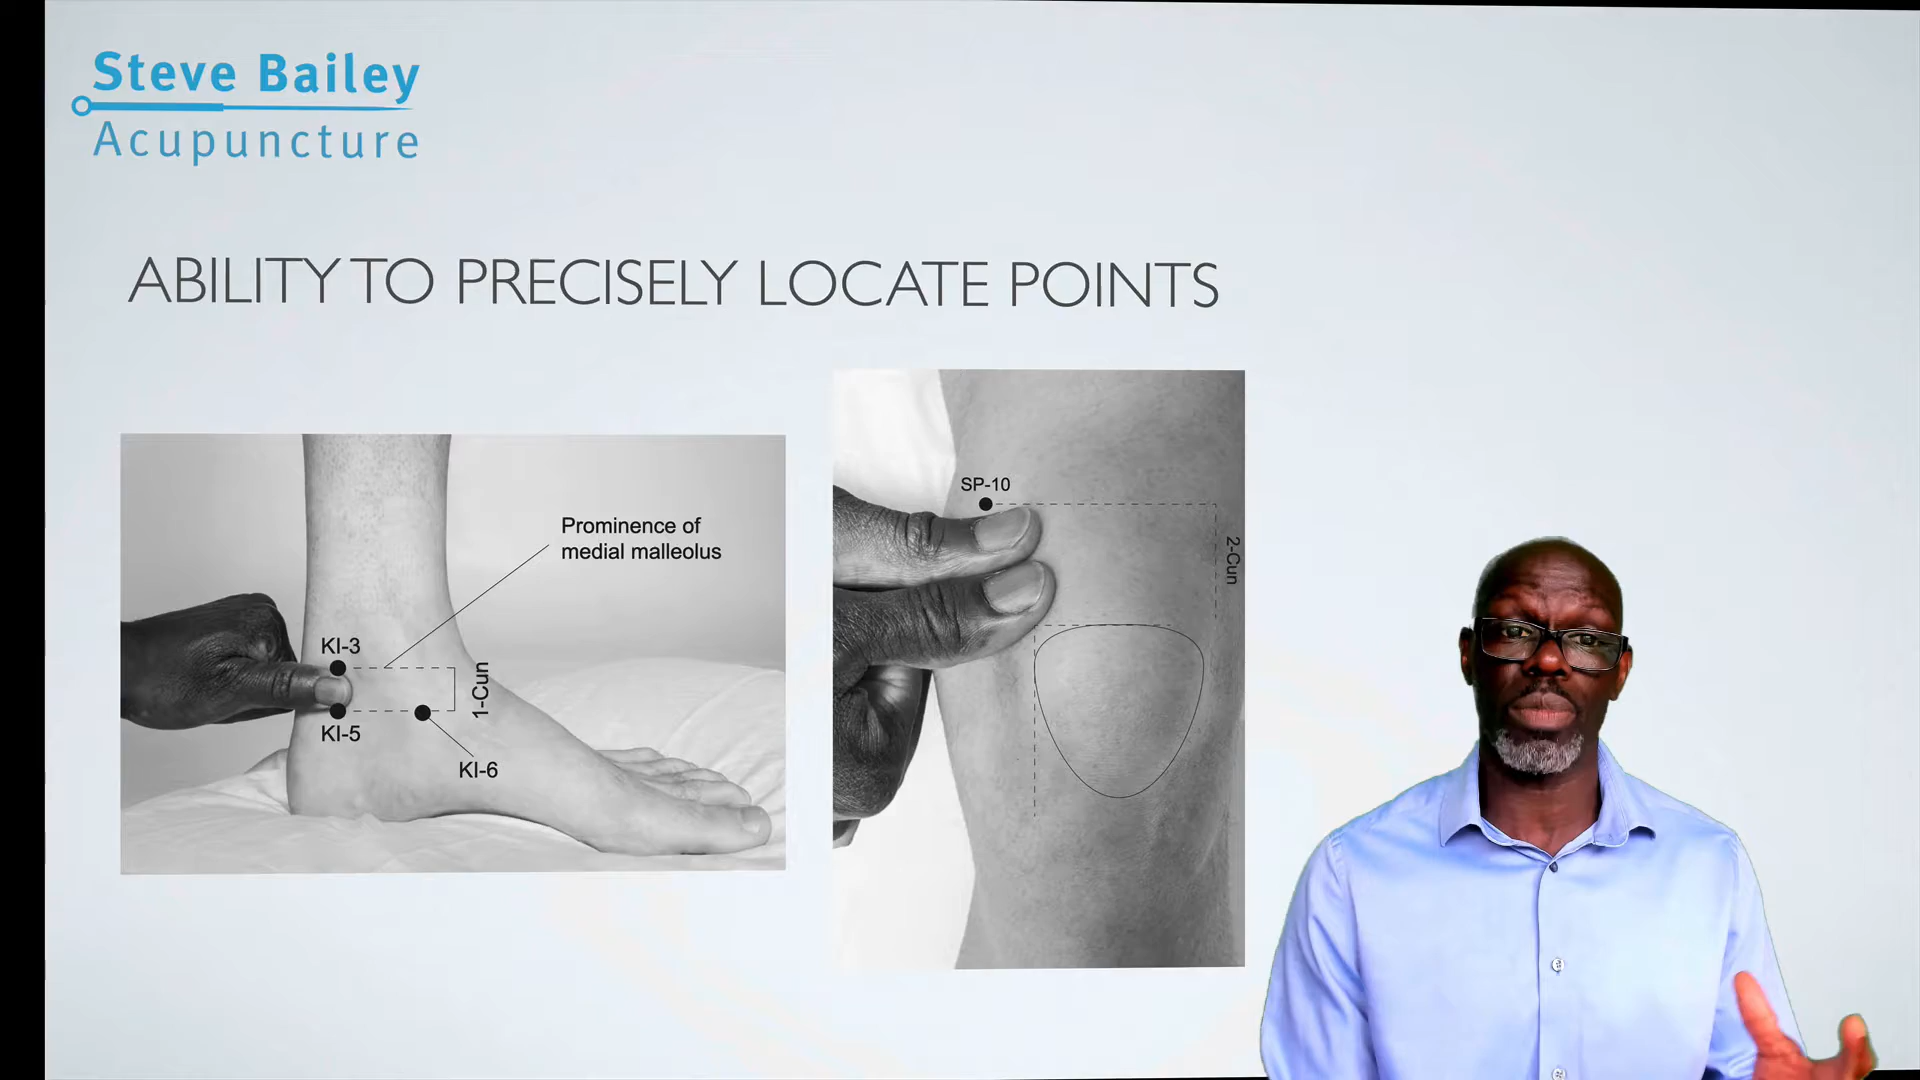 Steve Bailey
Acupuncture
ABILITY TO PRECISELY LOCATE POINTS
Prominence of
medial malleolus
KI-3
1-Cun
KI-5
KI-6
SP-10
2-Cun